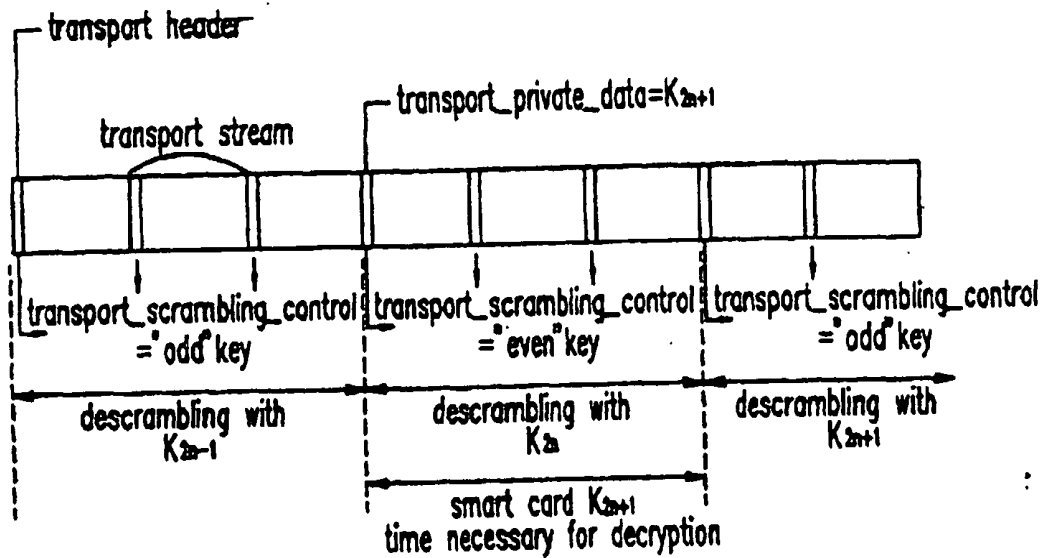 transport header
transport_private_data=K2n+1
transport stream
transport_scrambling_control
="odd" key
transport_scrambling_control
="even" key
transport_scrambling_control
="odd" key
descrambling with
K2n-1
descrambling with
K2n
descrambling with
K2n+1
smart card K2n+1
time necessary for decryption